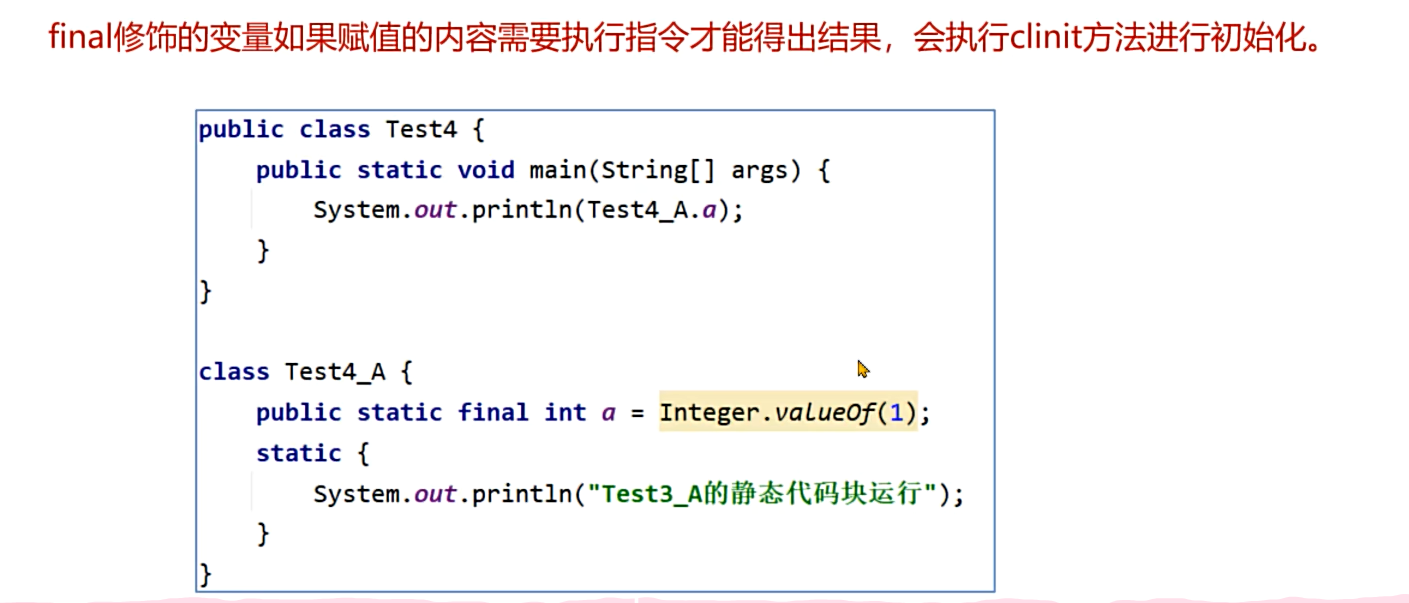 final修饰的变量如果赋值的内容需要执行指令才能得出结果，会执行clinit方法进行初始化。
public class Test4 {
    public static void main(String[] args) {
        System.out.println(Test4_A.a);
    }
}
class Test4_A {
    public static final int a = Integer.valueOf(1);
    static {
        System.out.println("Test3_A的静态代码块运行");
    }
}